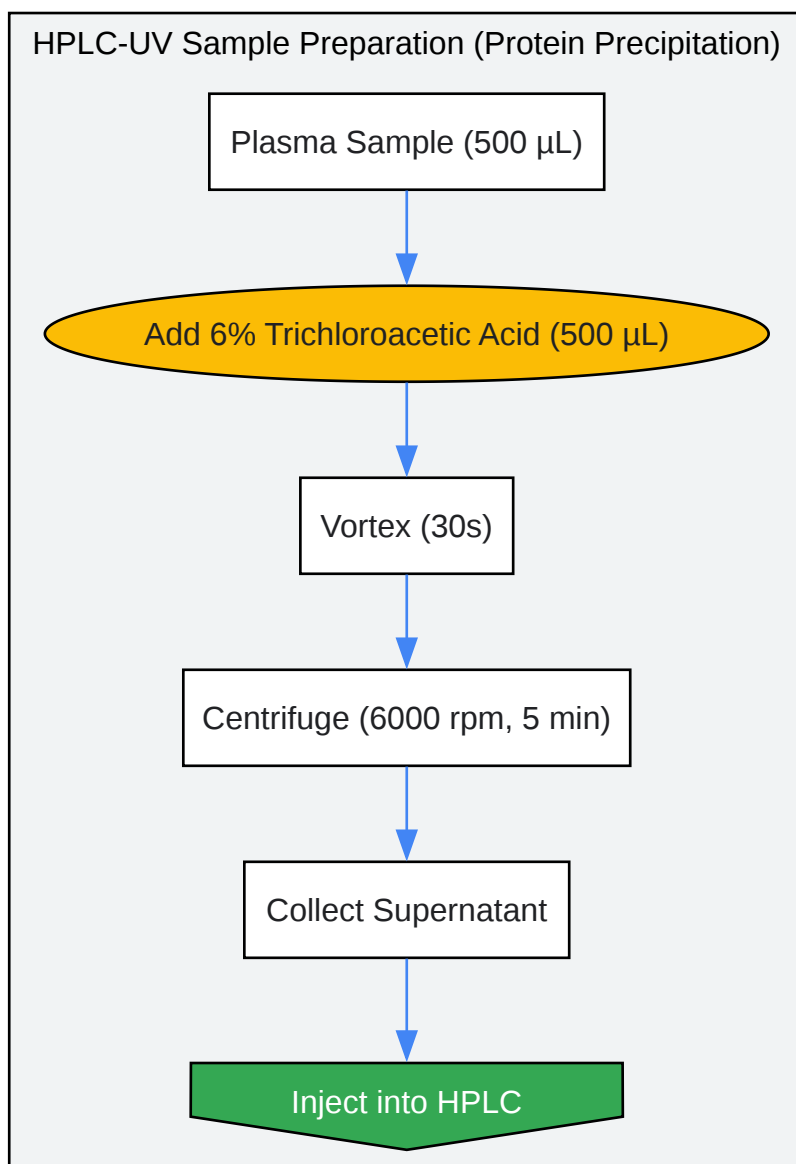 HPLC-UV Sample Preparation (Protein Precipitation)
Plasma Sample (500 µL)
Add 6% Trichloroacetic Acid (500 µL)
Vortex (30s)
Centrifuge (6000 rpm, 5 min)
Collect Supernatant
Inject into HPLC